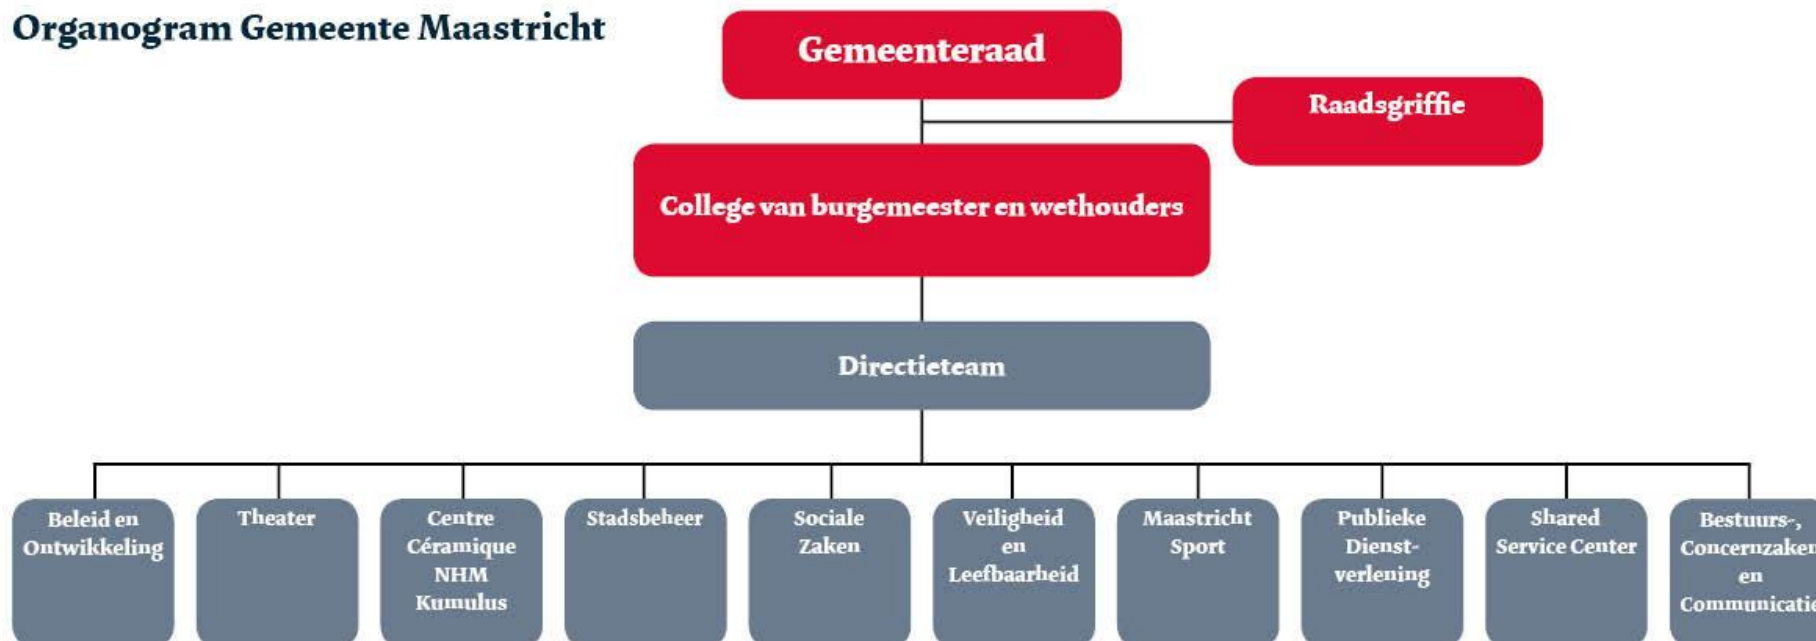 Organogram Gemeente Maastricht
Gemeenteraad
Raadsgriffie
College van burgemeester en wethouders
Directieteam
Beleid en
Ontwikkeling
Theater
Centre
Céramique
NHM
Kumulus
Stadsbeheer
Sociale
Zaken
Veiligheid
en
Leefbaarheid
Maastricht
Sport
Publieke
Dienst-
verlening
Shared
Service Center
Bestuurs-,
Concernzaken
en
Communicatie